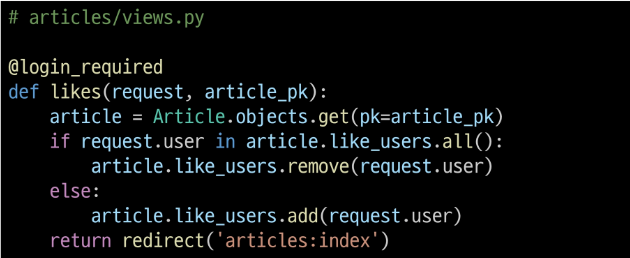 # articles/views.py
@login_required
def likes(request, article_pk):
    article = Article.objects.get(pk=article_pk)
    if request.user in article.like_users.all():
        article.like_users.remove(request.user)
    else:
        article.like_users.add(request.user)
    return redirect('articles:index')